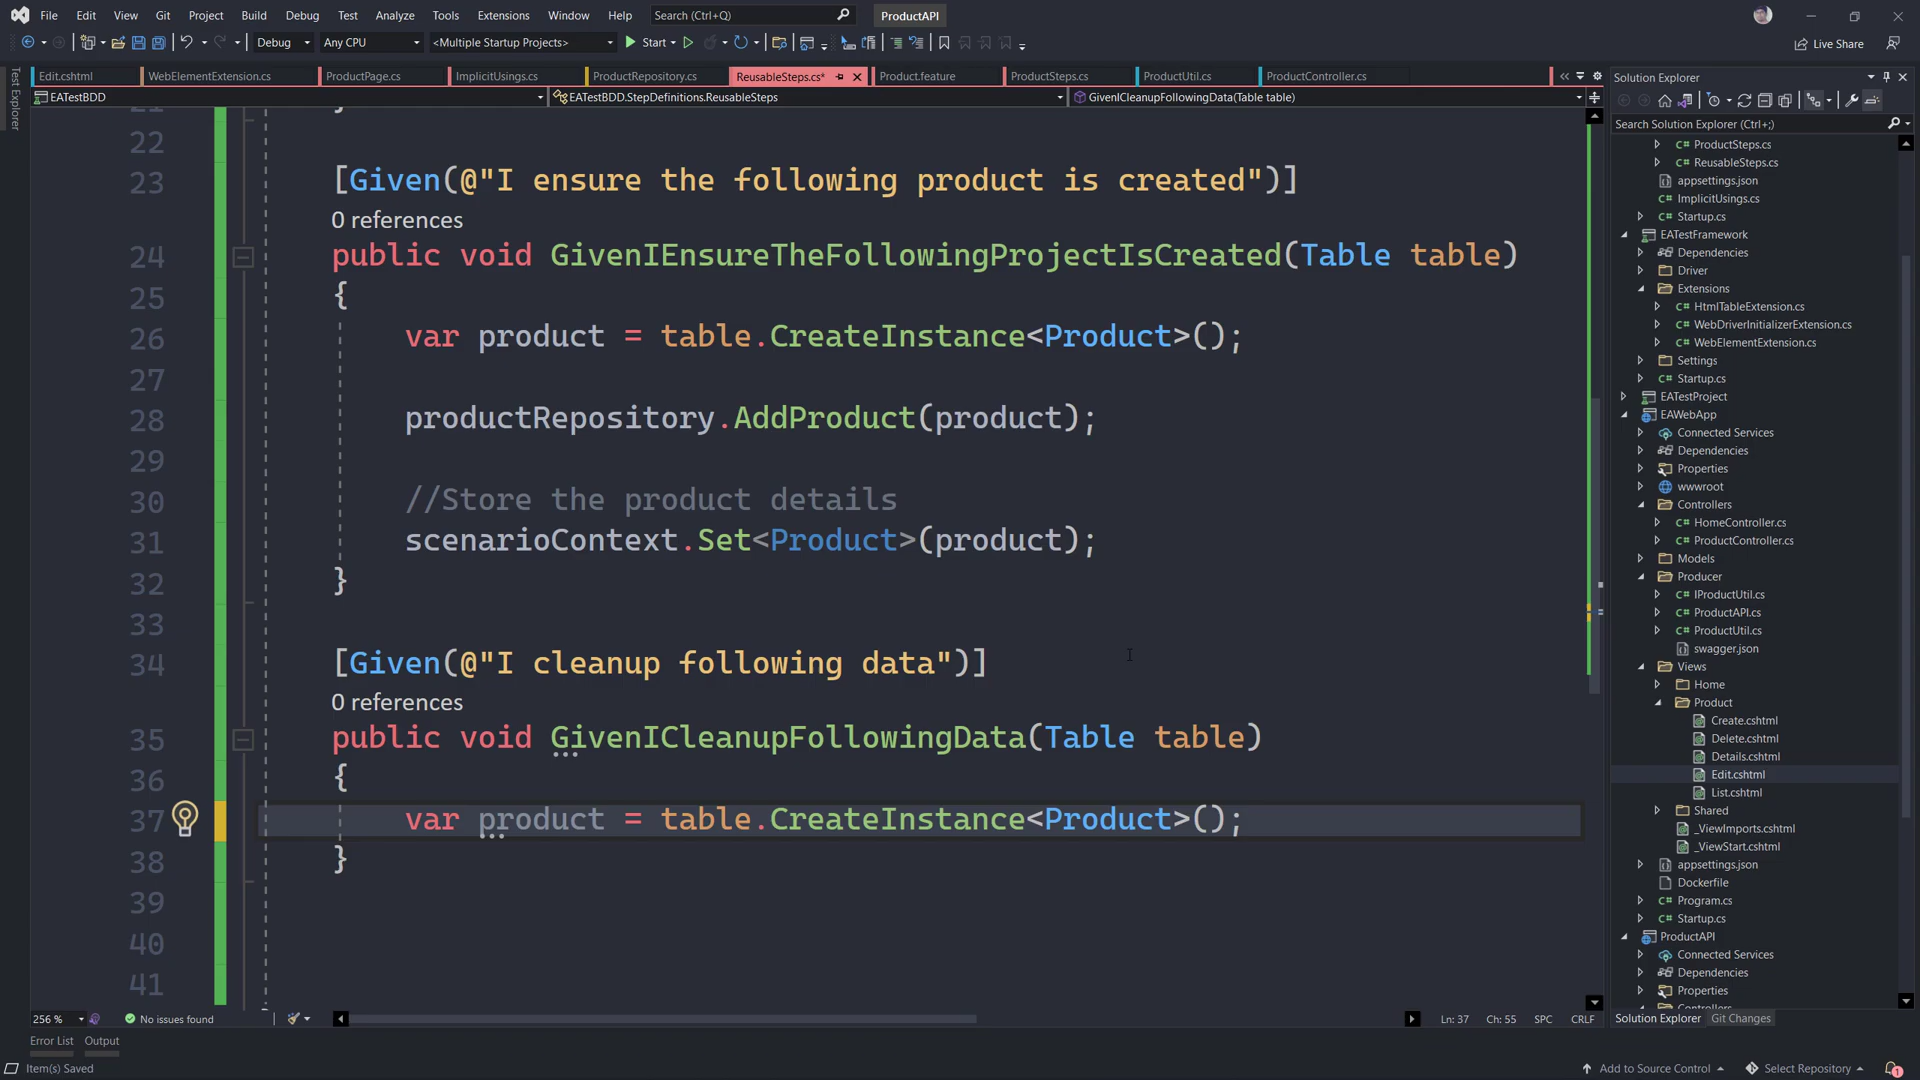 File Edit View Git Project Build Debug Test Analyze Tools Extensions Window Help Search (Ctrl+Q) ProductAPI
Debug Any CPU <Multiple Startup Projects> Start Live Share
Edit.cshtml WebElementExtension.cs ProductPage.cs ImplicitUsings.cs ProductRepository.cs ReusableSteps.cs* Product.feature ProductSteps.cs ProductUtil.cs ProductController.cs
EATestBDD EATestBDD.StepDefinitions.ReusableSteps GivenICleanupFollowingData(Table table)
Test Explorer
21 }
22
23 [Given(@"I ensure the following product is created")]
0 references
24 public void GivenIEnsureTheFollowingProjectIsCreated(Table table)
25 {
26 var product = table.CreateInstance<Product>();
27
28 productRepository.AddProduct(product);
29
30 //Store the product details
31 scenarioContext.Set<Product>(product);
32 }
33
34 [Given(@"I cleanup following data")]
0 references
35 public void GivenICleanupFollowingData(Table table)
36 {
37 var product = table.CreateInstance<Product>();
38 }
39
40
41
256 % No issues found Ln: 37 Ch: 55 SPC CRLF
Error List Output
Item(s) Saved
Solution Explorer
Search Solution Explorer (Ctrl+;)
C# ProductSteps.cs
C# ReusableSteps.cs
appsettings.json
C# ImplicitUsings.cs
C# Startup.cs
EATestFramework
Dependencies
Driver
Extensions
C# HtmlTableExtension.cs
C# WebDriverInitializerExtension.cs
C# WebElementExtension.cs
Settings
C# Startup.cs
EATestProject
EAWebApp
Connected Services
Dependencies
Properties
wwwroot
Controllers
C# HomeController.cs
C# ProductController.cs
Models
Producer
C# IProductUtil.cs
C# ProductAPI.cs
C# ProductUtil.cs
swagger.json
Views
Home
Product
Create.cshtml
Delete.cshtml
Details.cshtml
Edit.cshtml
List.cshtml
Shared
_ViewImports.cshtml
_ViewStart.cshtml
appsettings.json
Dockerfile
C# Program.cs
C# Startup.cs
ProductAPI
Connected Services
Dependencies
Properties
Controllers
Solution Explorer Git Changes
Add to Source Control Select Repository 1